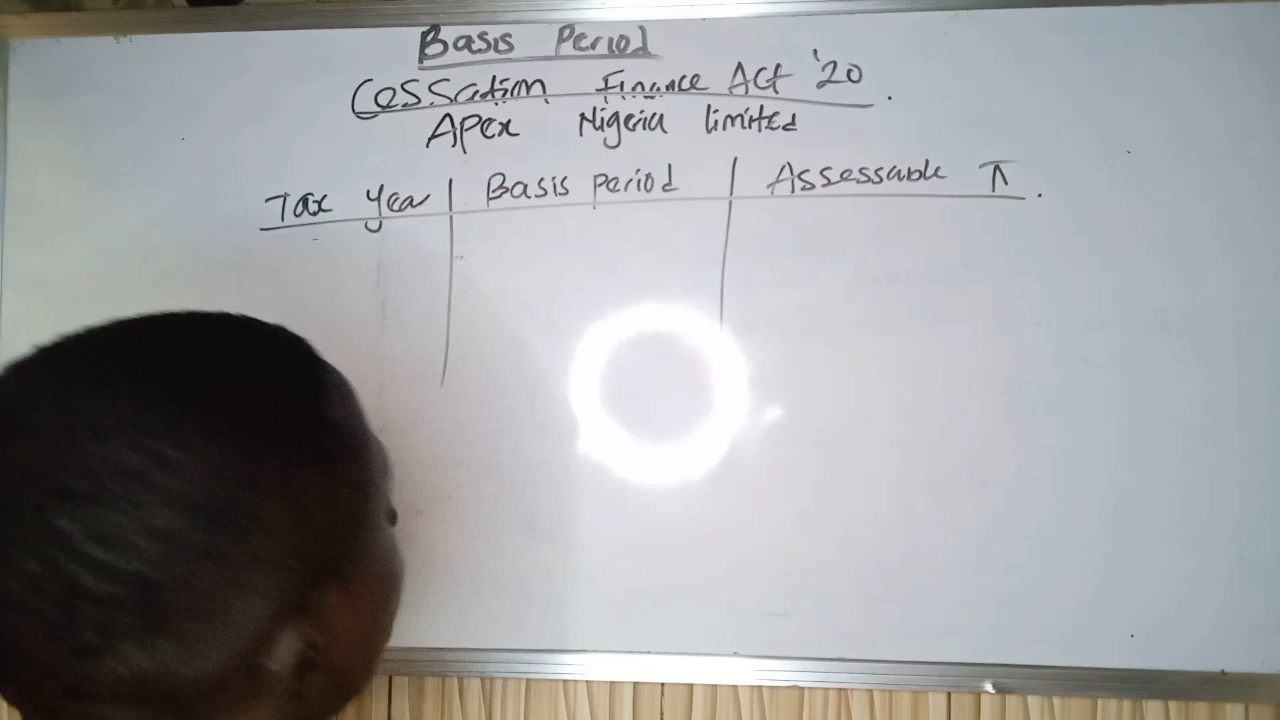 Basis Period
Cessation Finance Act '20.
Apex Nigeria limited
Tax Year Basis period Assessable π.